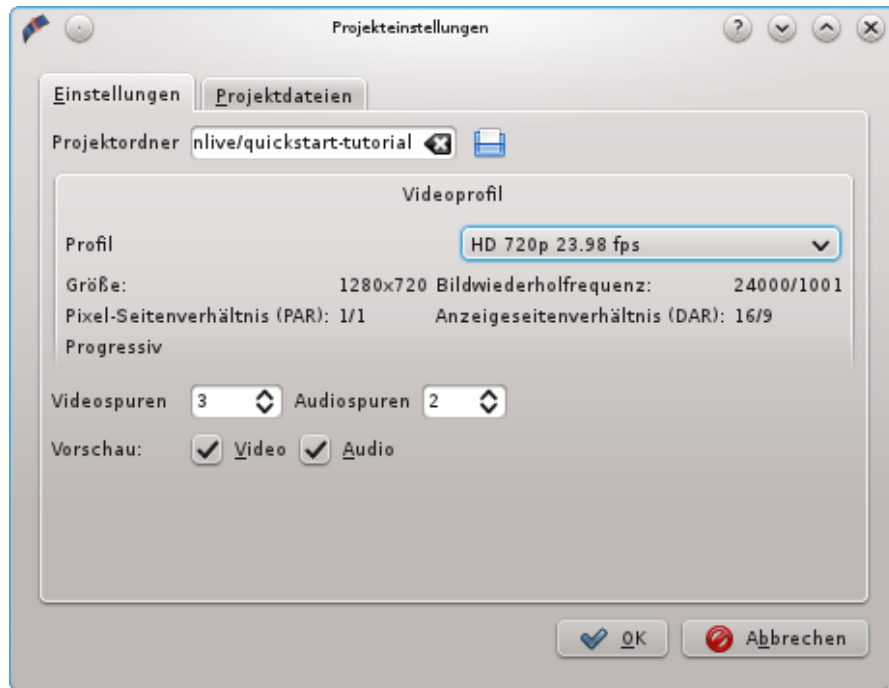 Projekteinstellungen
Einstellungen Projektdateien
Projektordner nlive/quickstart-tutorial
Videoprofil
Profil HD 720p 23.98 fps
Größe: 1280x720 Bildwiederholfrequenz: 24000/1001
Pixel-Seitenverhältnis (PAR): 1/1 Anzeigeseitenverhältnis (DAR): 16/9
Progressiv
Videospuren 3 Audiospuren 2
Vorschau: Video Audio
OK Abbrechen